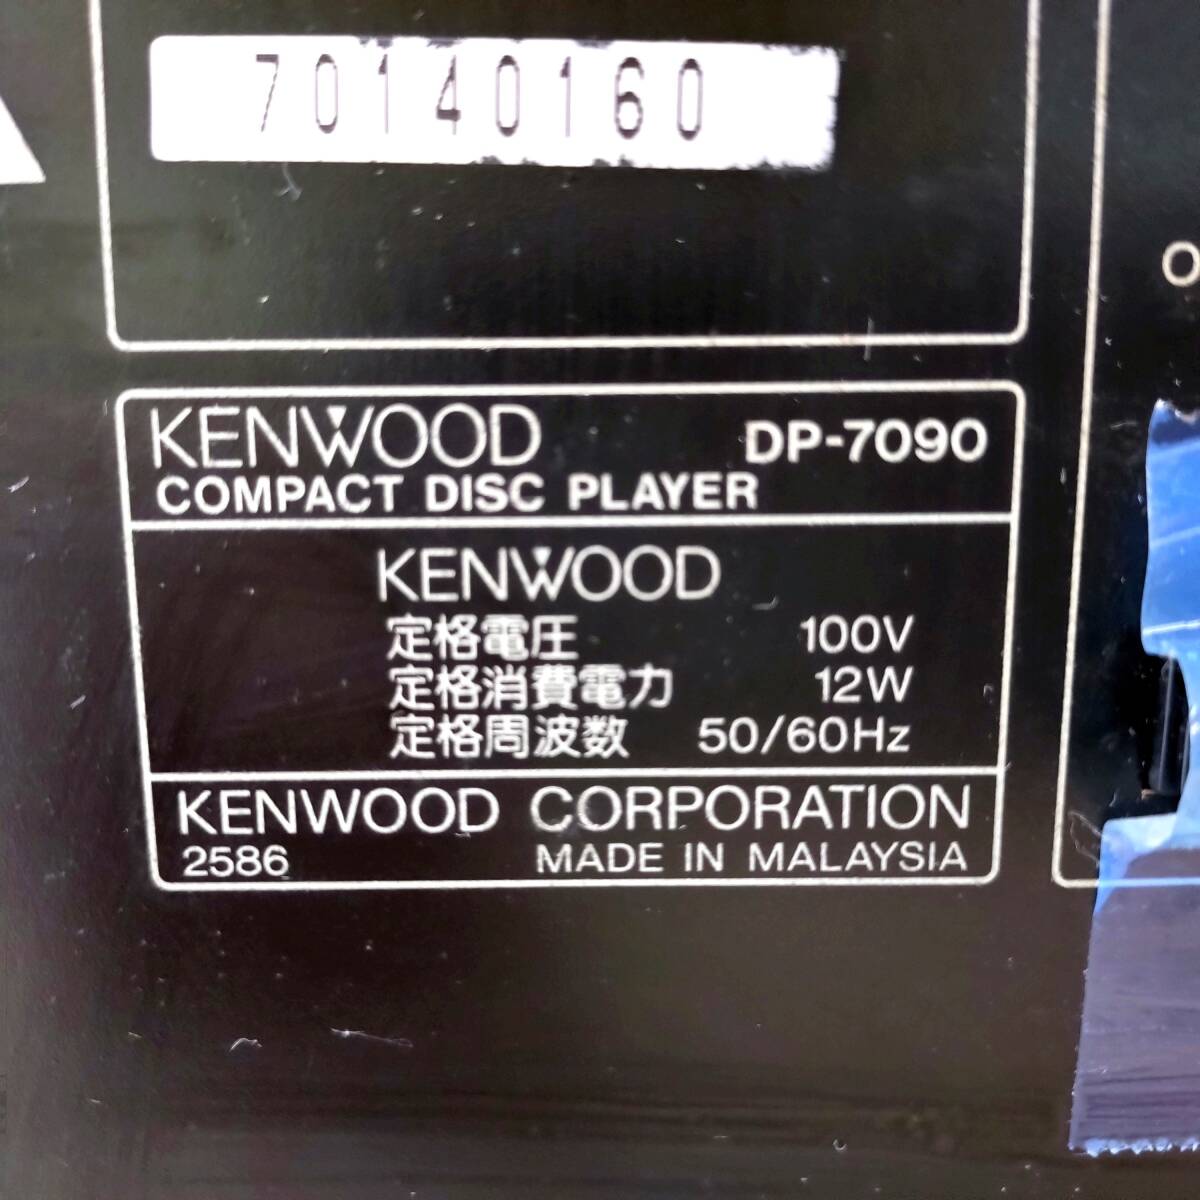 70140160
O
KENWOOD DP-7090
COMPACT DISC PLAYER
KENWOOD
定格電圧 100V
定格消費電力 12W
定格周波数 50/60Hz
KENWOOD CORPORATION
2586 MADE IN MALAYSIA